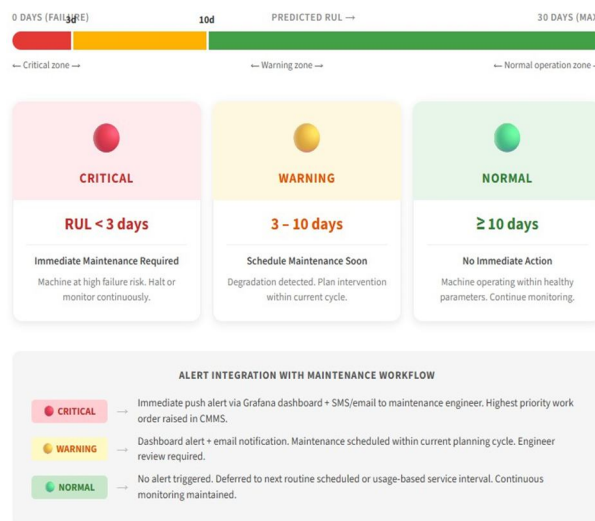 0 DAYS (FAILURE)
3d
10d
PREDICTED RUL →
30 DAYS (MAX
← Critical zone →
← Warning zone →
← Normal operation zone
CRITICAL
WARNING
NORMAL
RUL < 3 days
3 – 10 days
≥ 10 days
Immediate Maintenance Required
Schedule Maintenance Soon
No Immediate Action
Machine at high failure risk. Halt or
monitor continuously.
Degradation detected. Plan intervention
within current cycle.
Machine operating within healthy
parameters. Continue monitoring.
ALERT INTEGRATION WITH MAINTENANCE WORKFLOW
CRITICAL → Immediate push alert via Grafana dashboard + SMS/email to maintenance engineer. Highest priority work
order raised in CMMS.
WARNING → Dashboard alert + email notification. Maintenance scheduled within current planning cycle. Engineer
review required.
NORMAL → No alert triggered. Deferred to next routine scheduled or usage-based service interval. Continuous
monitoring maintained.